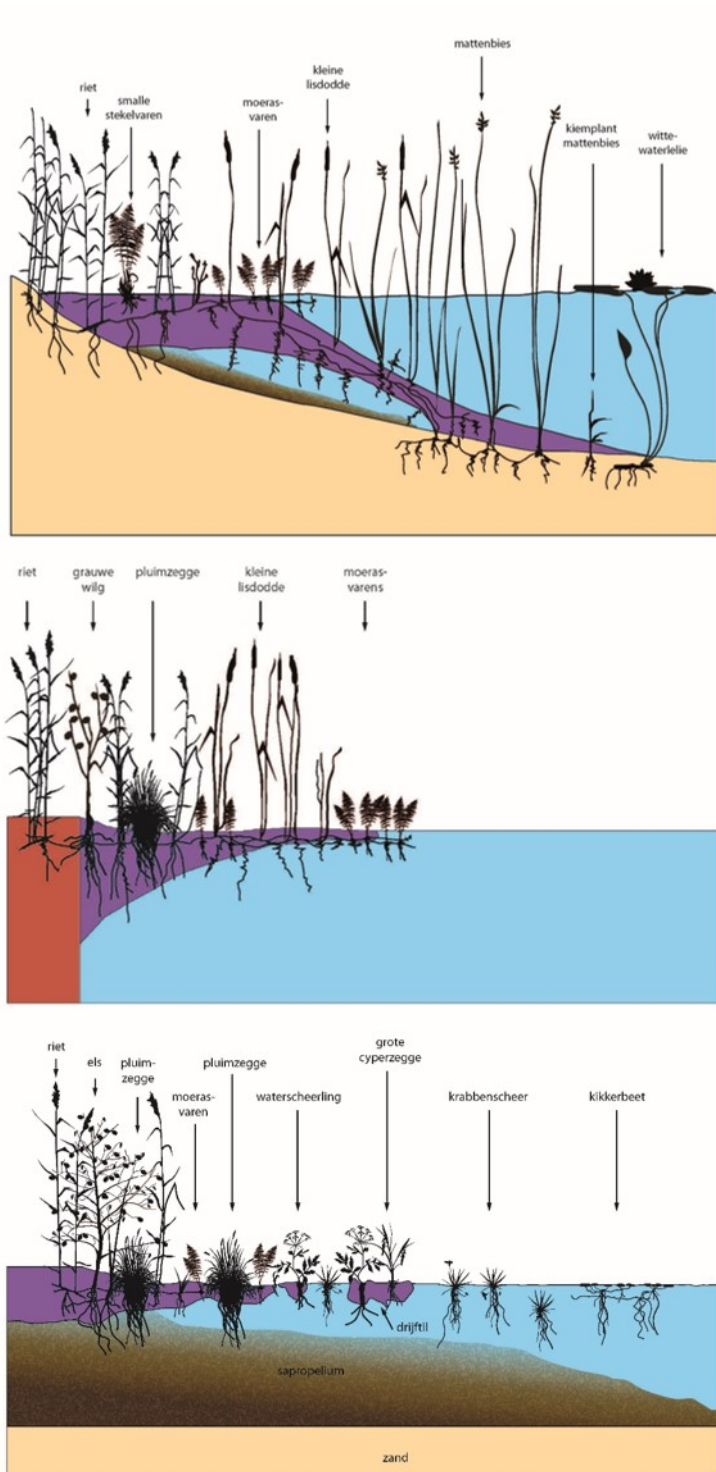 mattenbies
kleine
lisdodde
riet
smalle
stekelvaren
moeras-
varen
kiemplant
mattenbies
witte-
waterlelie
riet
grauwe
wilg
pluimzegge
kleine
lisdodde
moeras-
varens
riet
els
pluim-
zegge
moeras-
varen
pluimzegge
waterscheerling
grote
cyperzegge
krabbenscheer
kikkerbeet
drijftil
sapropelium
zand